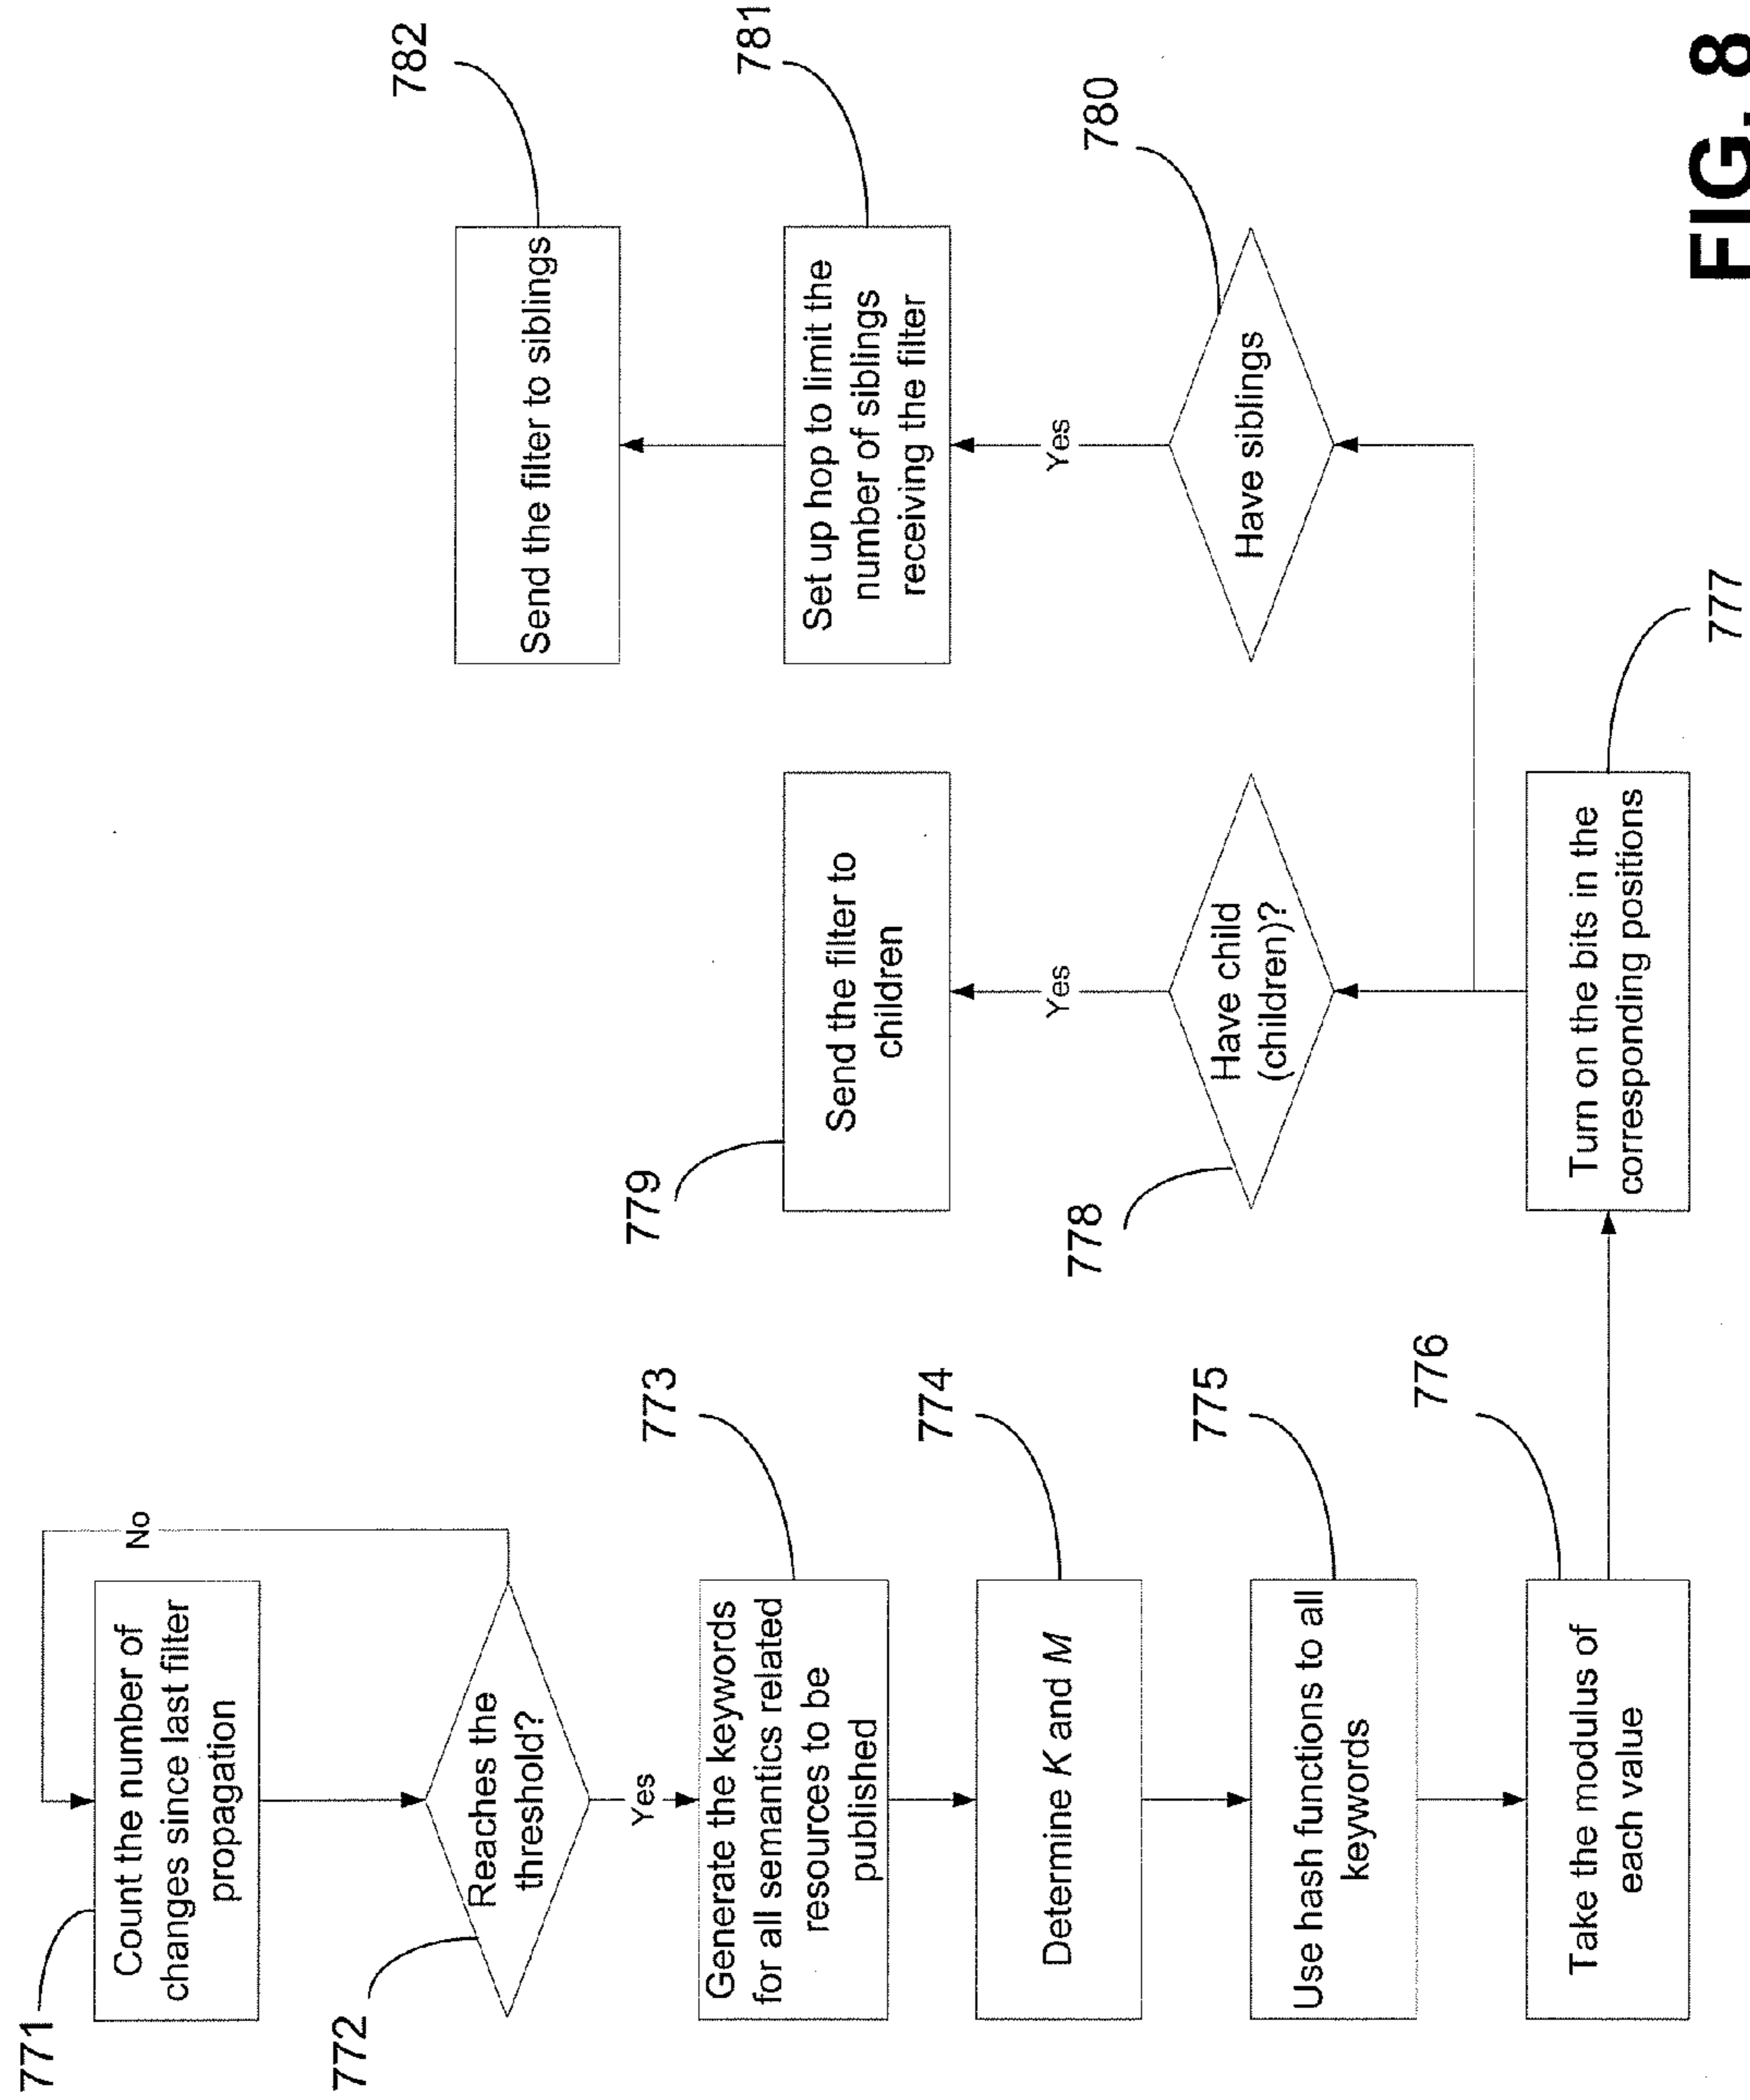 771
Count the number of
changes since last filter
propagation
No
772
Reaches the
threshold?
Yes
773
Generate the keywords
for all semantics related
resources to be
published
774
Determine K and M
775
Use hash functions to all
keywords
776
Take the modulus of
each value
777
Turn on the bits in the
corresponding positions
778
Have child
(children)?
Yes
779
Send the filter to
children
780
Have siblings
Yes
781
Set up hop to limit the
number of siblings
receiving the filter
782
Send the filter to siblings
FIG. 8